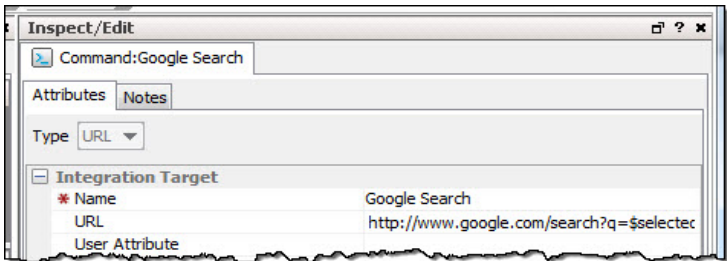 Inspect/Edit
Command:Google Search
Attributes Notes
Type URL
Integration Target
* Name Google Search
URL http://www.google.com/search?q=$selected
User Attribute